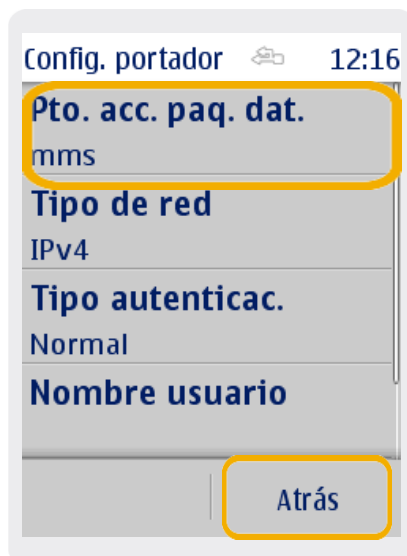 Config. portador 12:16
Pto. acc. paq. dat.
mms
Tipo de red
IPv4
Tipo autenticac.
Normal
Nombre usuario
Atrás